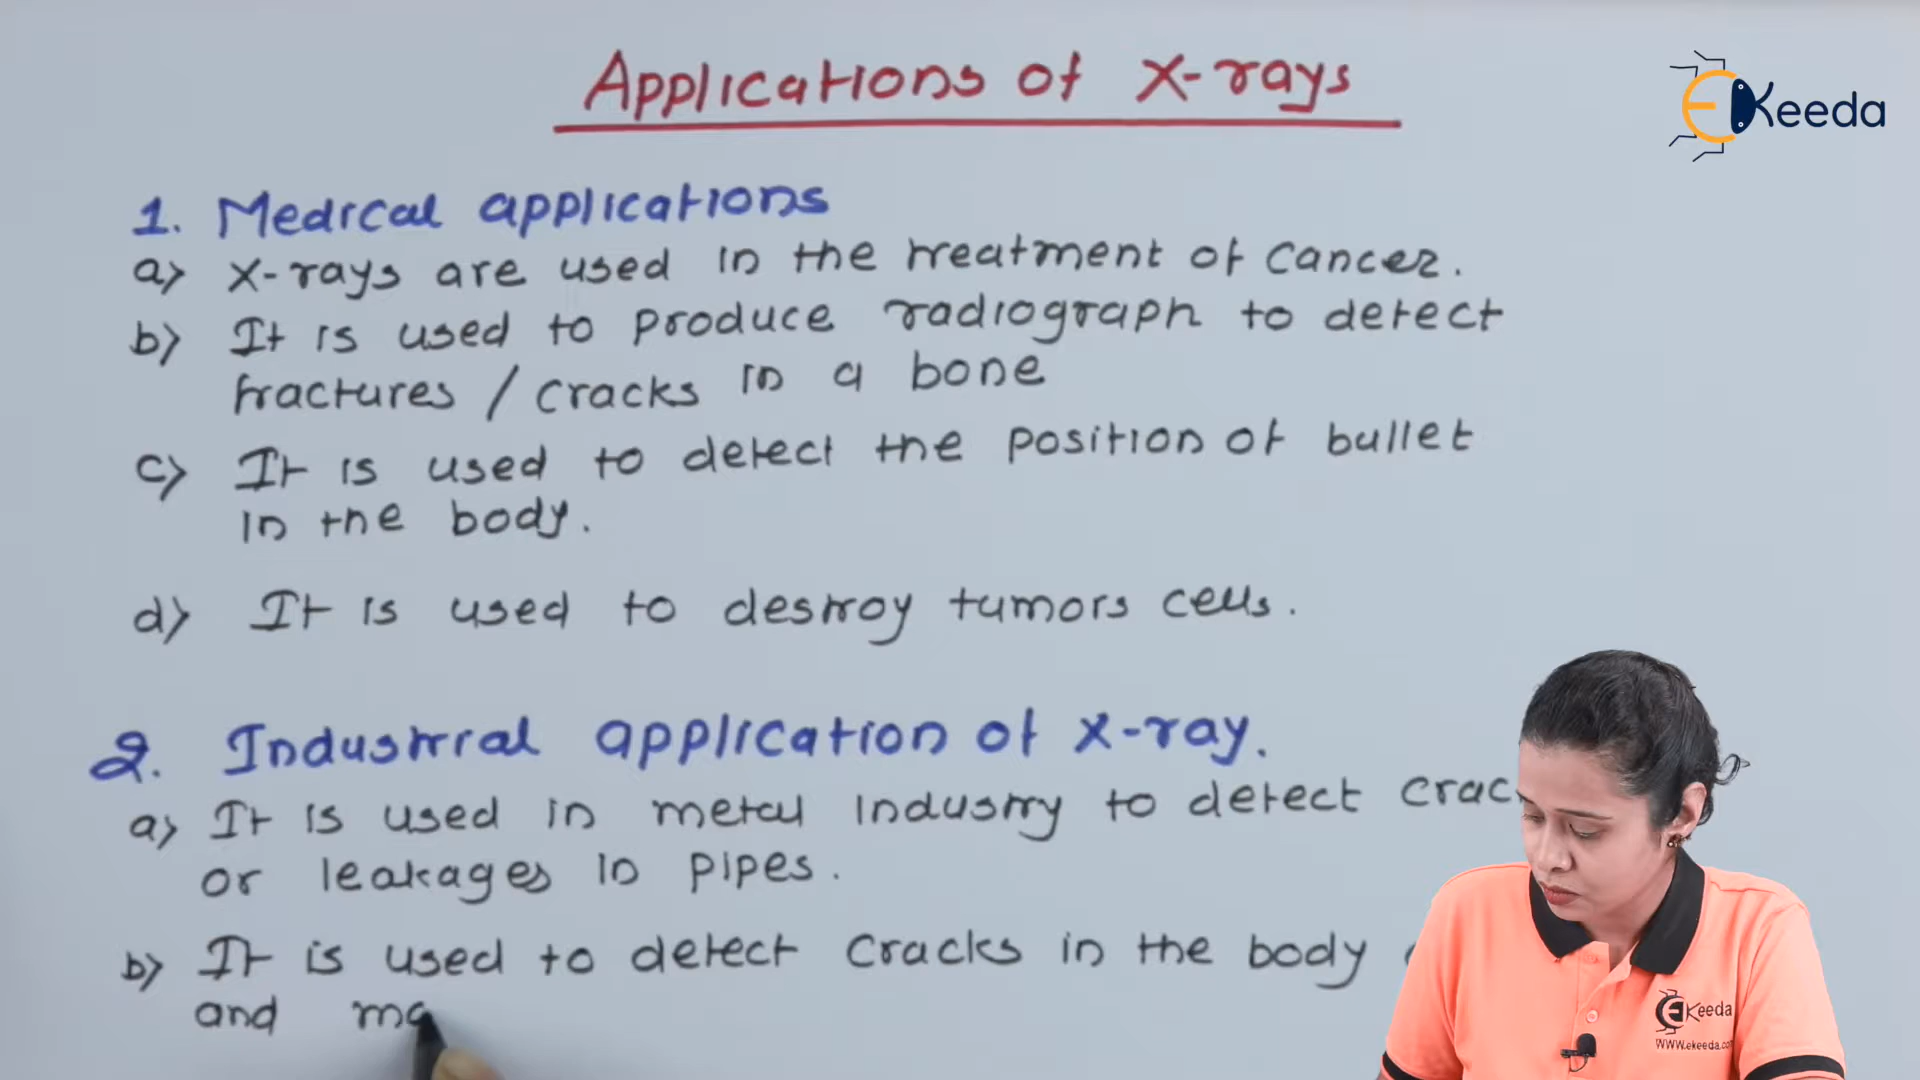 Applications of X-rays
EKeeda
1. Medical applications
a) X-rays are used in the treatment of cancer.
b) It is used to produce radiograph to detect
fractures / cracks in a bone
c) It is used to detect the position of bullet
in the body.
d) It is used to destroy tumors cells.
2. Industrial application of X-ray.
a) It is used in metal industry to detect crac
or leakages in pipes.
b) It is used to detect cracks in the body
and ma
EKeeda
www.ekeeda.com